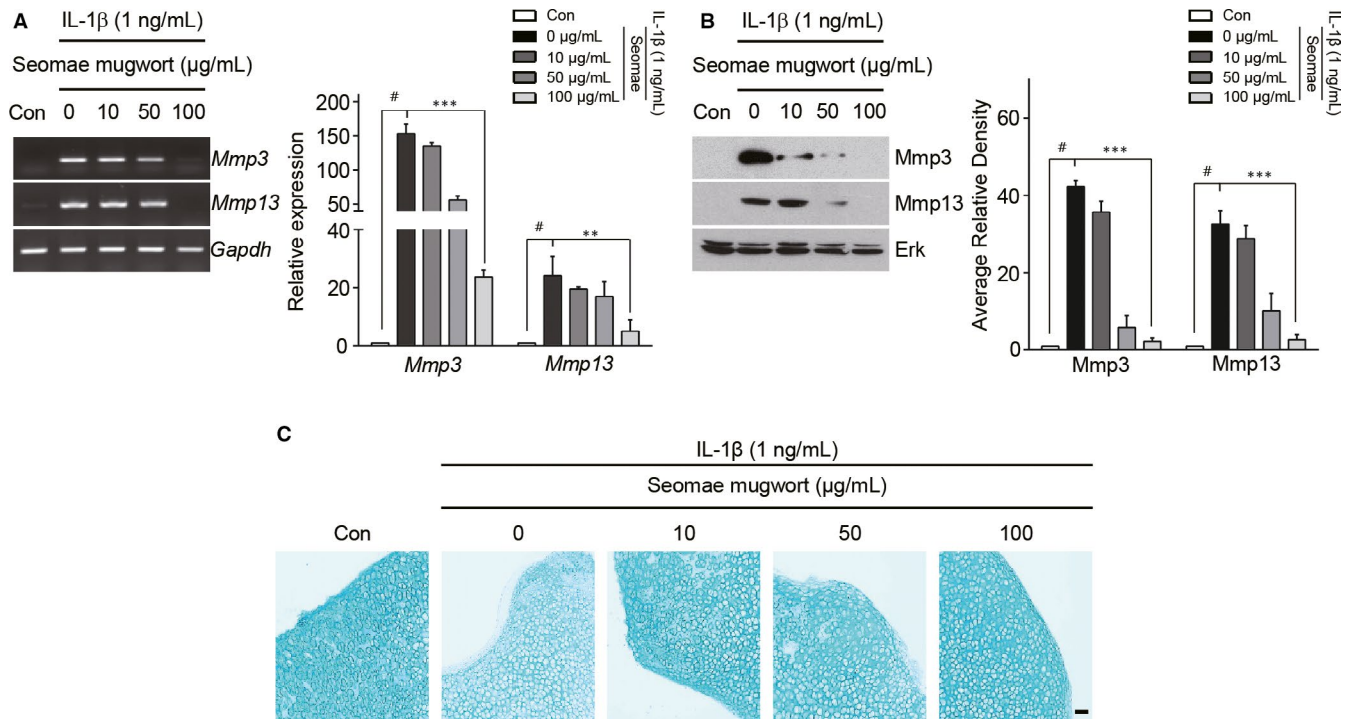 A
IL-1β (1 ng/mL)
Seomae mugwort (µg/mL)
Con 0 10 50 100
Mmp3
Mmp13
Gapdh
Con
0 µg/mL
10 µg/mL
50 µg/mL
100 µg/mL
Seomae
IL-1β (1 ng/mL)
Relative expression
200
150
100
50
40
20
0
# ***
# **
Mmp3 Mmp13
B
IL-1β (1 ng/mL)
Seomae mugwort (µg/mL)
Con 0 10 50 100
Mmp3
Mmp13
Erk
Con
0 µg/mL
10 µg/mL
50 µg/mL
100 µg/mL
Seomae
IL-1β (1 ng/mL)
Average Relative Density
60
40
20
0
# ***
# ***
Mmp3 Mmp13
C
IL-1β (1 ng/mL)
Seomae mugwort (µg/mL)
Con 0 10 50 100